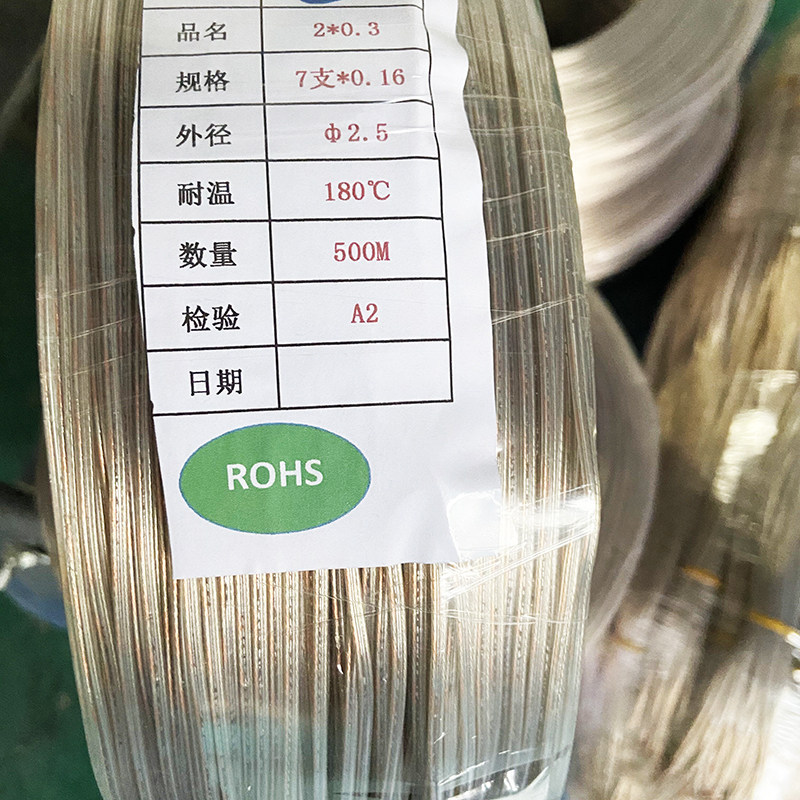 品名 2*0.3
规格 7支*0.16
外径 Φ2.5
耐温 180℃
数量 500M
检验 A2
日期
ROHS